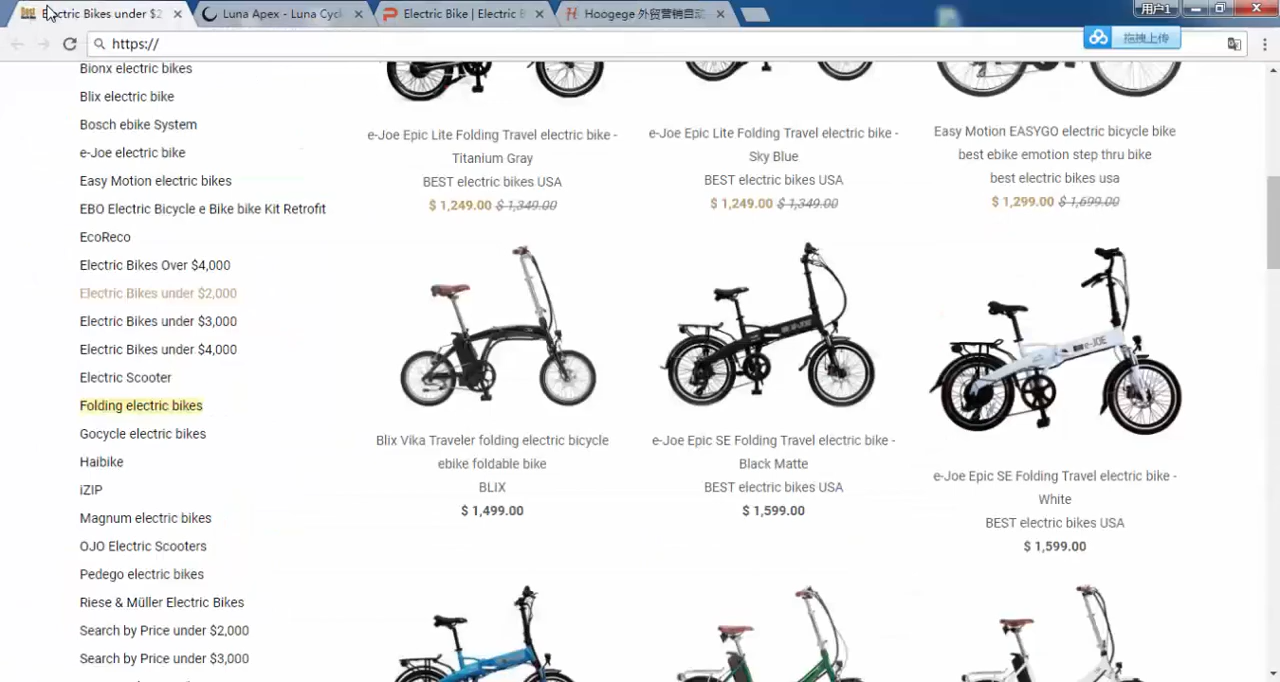 Electric Bikes under $2
Luna Apex - Luna Cycl
Electric Bike | Electric B
Hoogege 外贸营销自动
用户1
https://
拖拽上传
Bionx electric bikes
Blix electric bike
Bosch ebike System
e-Joe electric bike
Easy Motion electric bikes
EBO Electric Bicycle e Bike bike Kit Retrofit
EcoReco
Electric Bikes Over $4,000
Electric Bikes under $2,000
Electric Bikes under $3,000
Electric Bikes under $4,000
Electric Scooter
Folding electric bikes
Gocycle electric bikes
Haibike
iZIP
Magnum electric bikes
OJO Electric Scooters
Pedego electric bikes
Riese & Müller Electric Bikes
Search by Price under $2,000
Search by Price under $3,000
e-Joe Epic Lite Folding Travel electric bike -
Titanium Gray
BEST electric bikes USA
$ 1,249.00 $ 1,349.00
e-Joe Epic Lite Folding Travel electric bike -
Sky Blue
BEST electric bikes USA
$ 1,249.00 $ 1,349.00
Easy Motion EASYGO electric bicycle bike
best ebike emotion step thru bike
best electric bikes usa
$ 1,299.00 $ 1,699.00
Blix Vika Traveler folding electric bicycle
ebike foldable bike
BLIX
$ 1,499.00
e-Joe Epic SE Folding Travel electric bike -
Black Matte
BEST electric bikes USA
$ 1,599.00
e-Joe Epic SE Folding Travel electric bike -
White
BEST electric bikes USA
$ 1,599.00